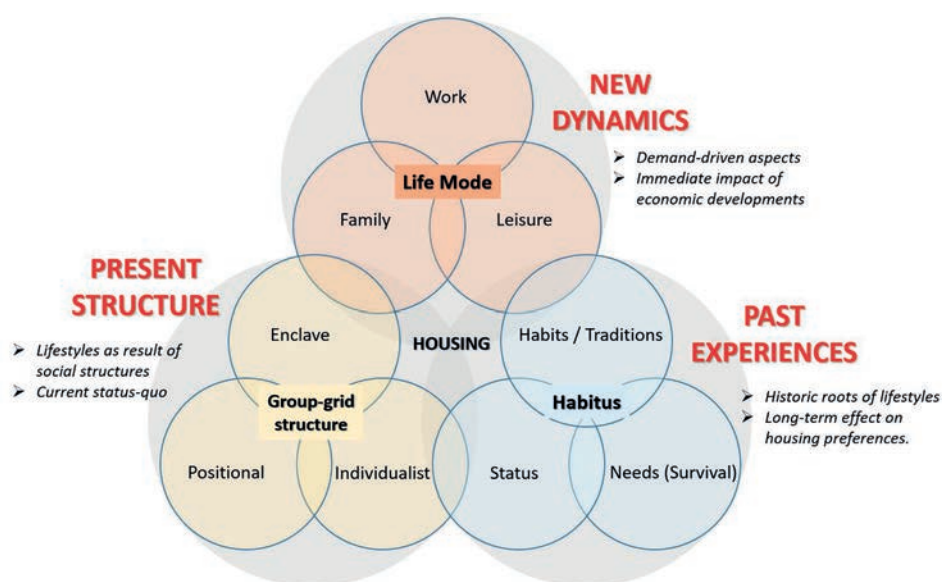 Work
NEW
DYNAMICS
➢ Demand-driven aspects
➢ Immediate impact of
economic developments
Life Mode
Family
Leisure
PRESENT
STRUCTURE
➢ Lifestyles as result of
social structures
➢ Current status-quo
Enclave
HOUSING
Habits / Traditions
PAST
EXPERIENCES
➢ Historic roots of lifestyles
➢ Long-term effect on
housing preferences.
Group-grid
structure
Habitus
Positional
Individualist
Status
Needs (Survival)